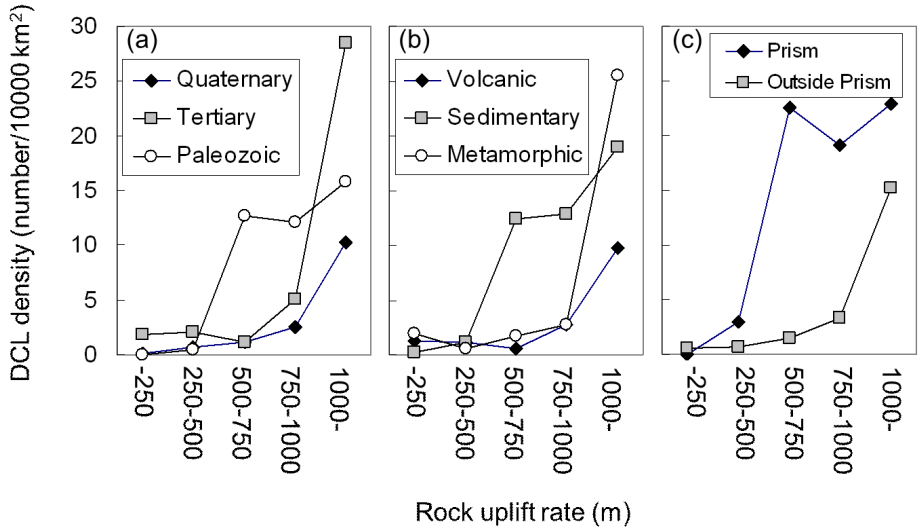 DCL density (number/10000 km²)
30
25
20
15
10
5
0
(a)
Quaternary
Tertiary
Paleozoic
(b)
Volcanic
Sedimentary
Metamorphic
(c)
Prism
Outside Prism
-250
250-500
500-750
750-1000
1000-
-250
250-500
500-750
750-1000
1000-
-250
250-500
500-750
750-1000
1000-
Rock uplift rate (m)